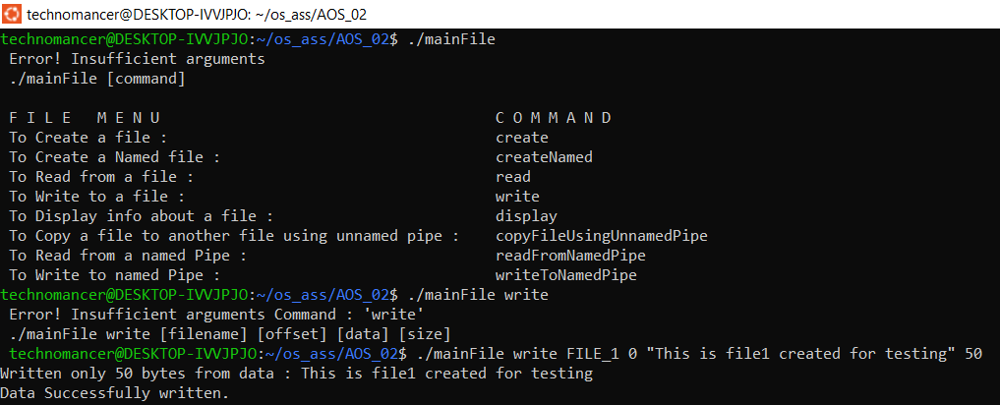 technomancer@DESKTOP-IVVJPJO: ~/os_ass/AOS_02
technomancer@DESKTOP-IVVJPJO:~/os_ass/AOS_02$ ./mainFile
Error! Insufficient arguments
./mainFile [command]
F I L E   M E N U   C O M M A N D
To Create a file :   create
To Create a Named file :   createNamed
To Read from a file :   read
To Write to a file :   write
To Display info about a file :   display
To Copy a file to another file using unnamed pipe :   copyFileUsingUnnamedPipe
To Read from a named Pipe :   readFromNamedPipe
To Write to named Pipe :   writeToNamedPipe
technomancer@DESKTOP-IVVJPJO:~/os_ass/AOS_02$ ./mainFile write
Error! Insufficient arguments Command : 'write'
./mainFile write [filename] [offset] [data] [size]
technomancer@DESKTOP-IVVJPJO:~/os_ass/AOS_02$ ./mainFile write FILE_1 0 "This is file1 created for testing" 50
Written only 50 bytes from data : This is file1 created for testing
Data Successfully written.